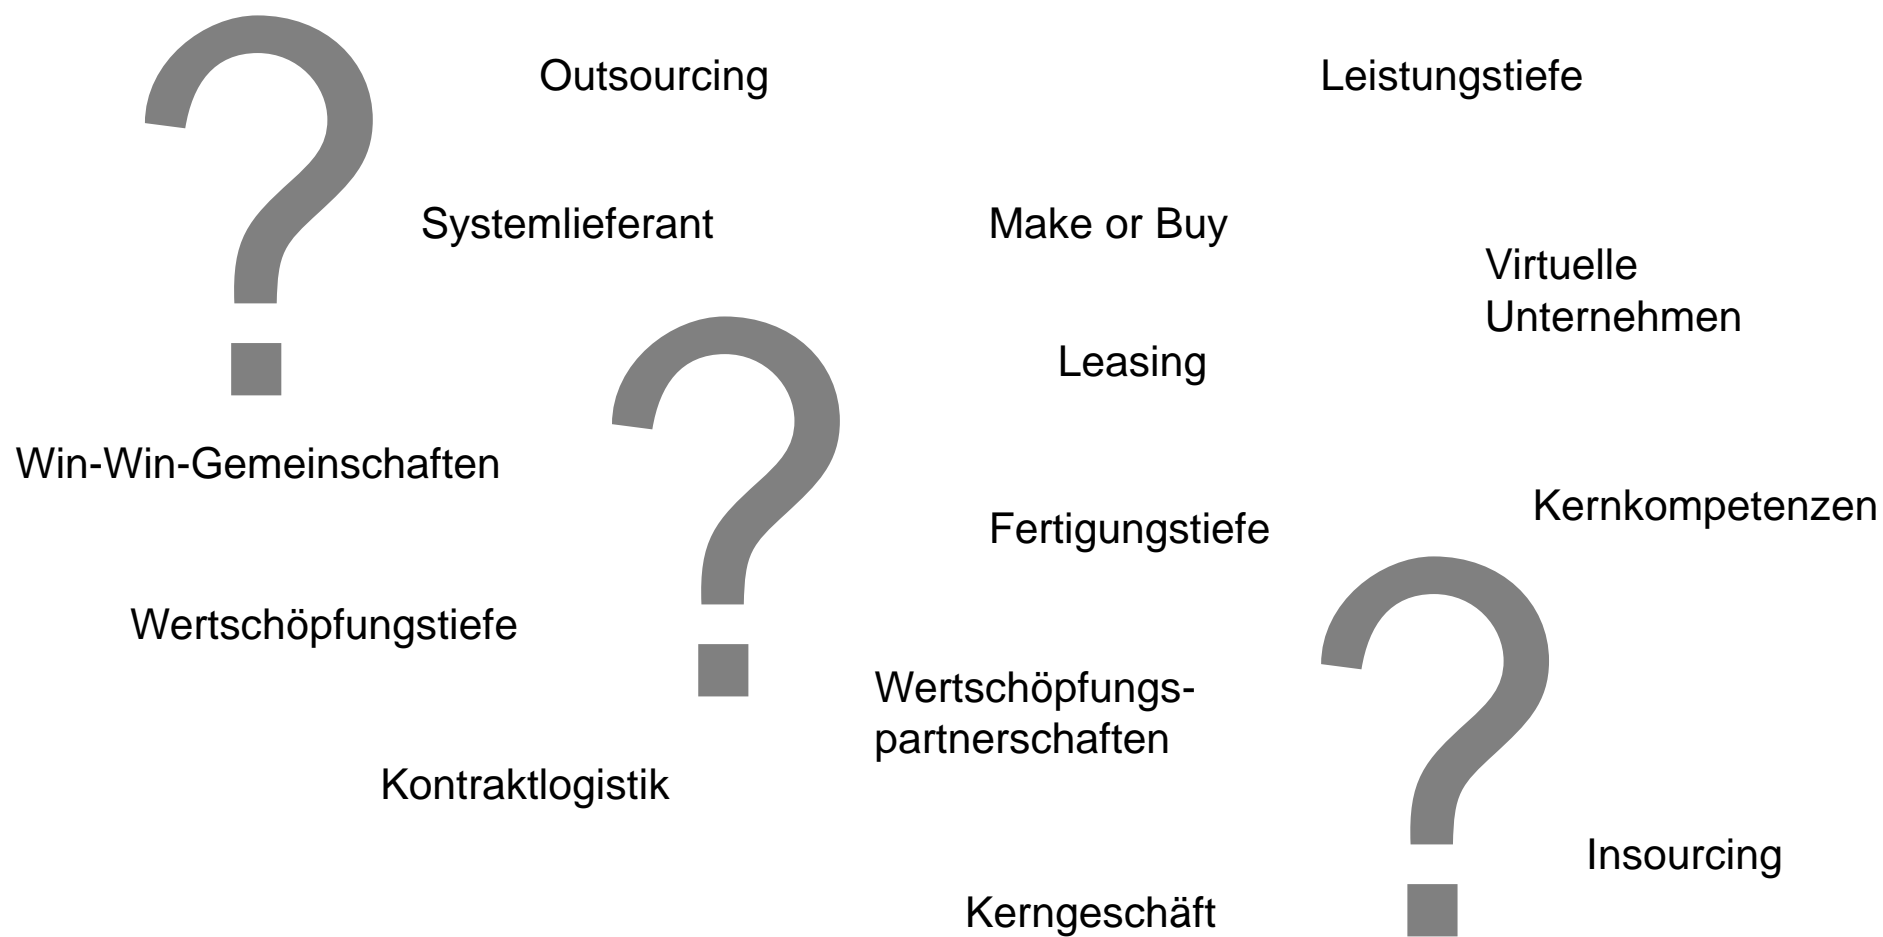 ?
Outsourcing
Leistungstiefe
Systemlieferant
Make or Buy
Virtuelle
Unternehmen
?
Leasing
Win-Win-Gemeinschaften
Kernkompetenzen
Fertigungstiefe
?
Wertschöpfungstiefe
Wertschöpfungs-
partnerschaften
Kontraktlogistik
Insourcing
Kerngeschäft